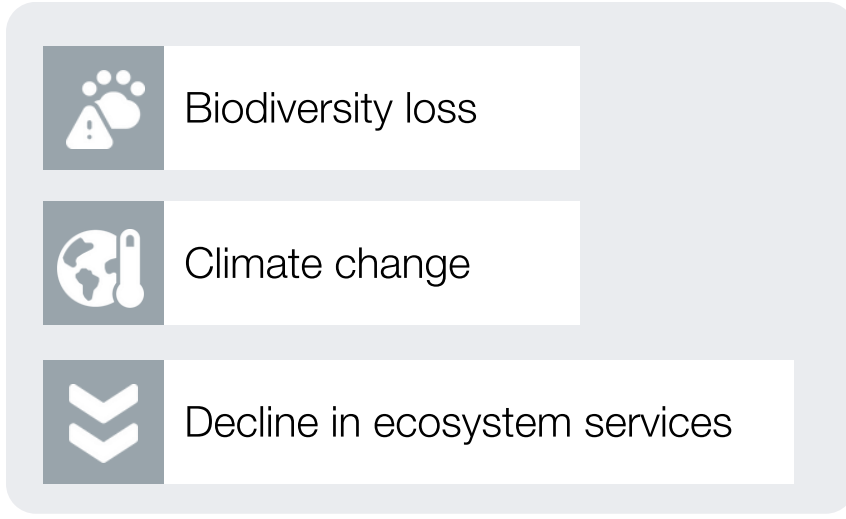 Biodiversity loss
Climate change
Decline in ecosystem services